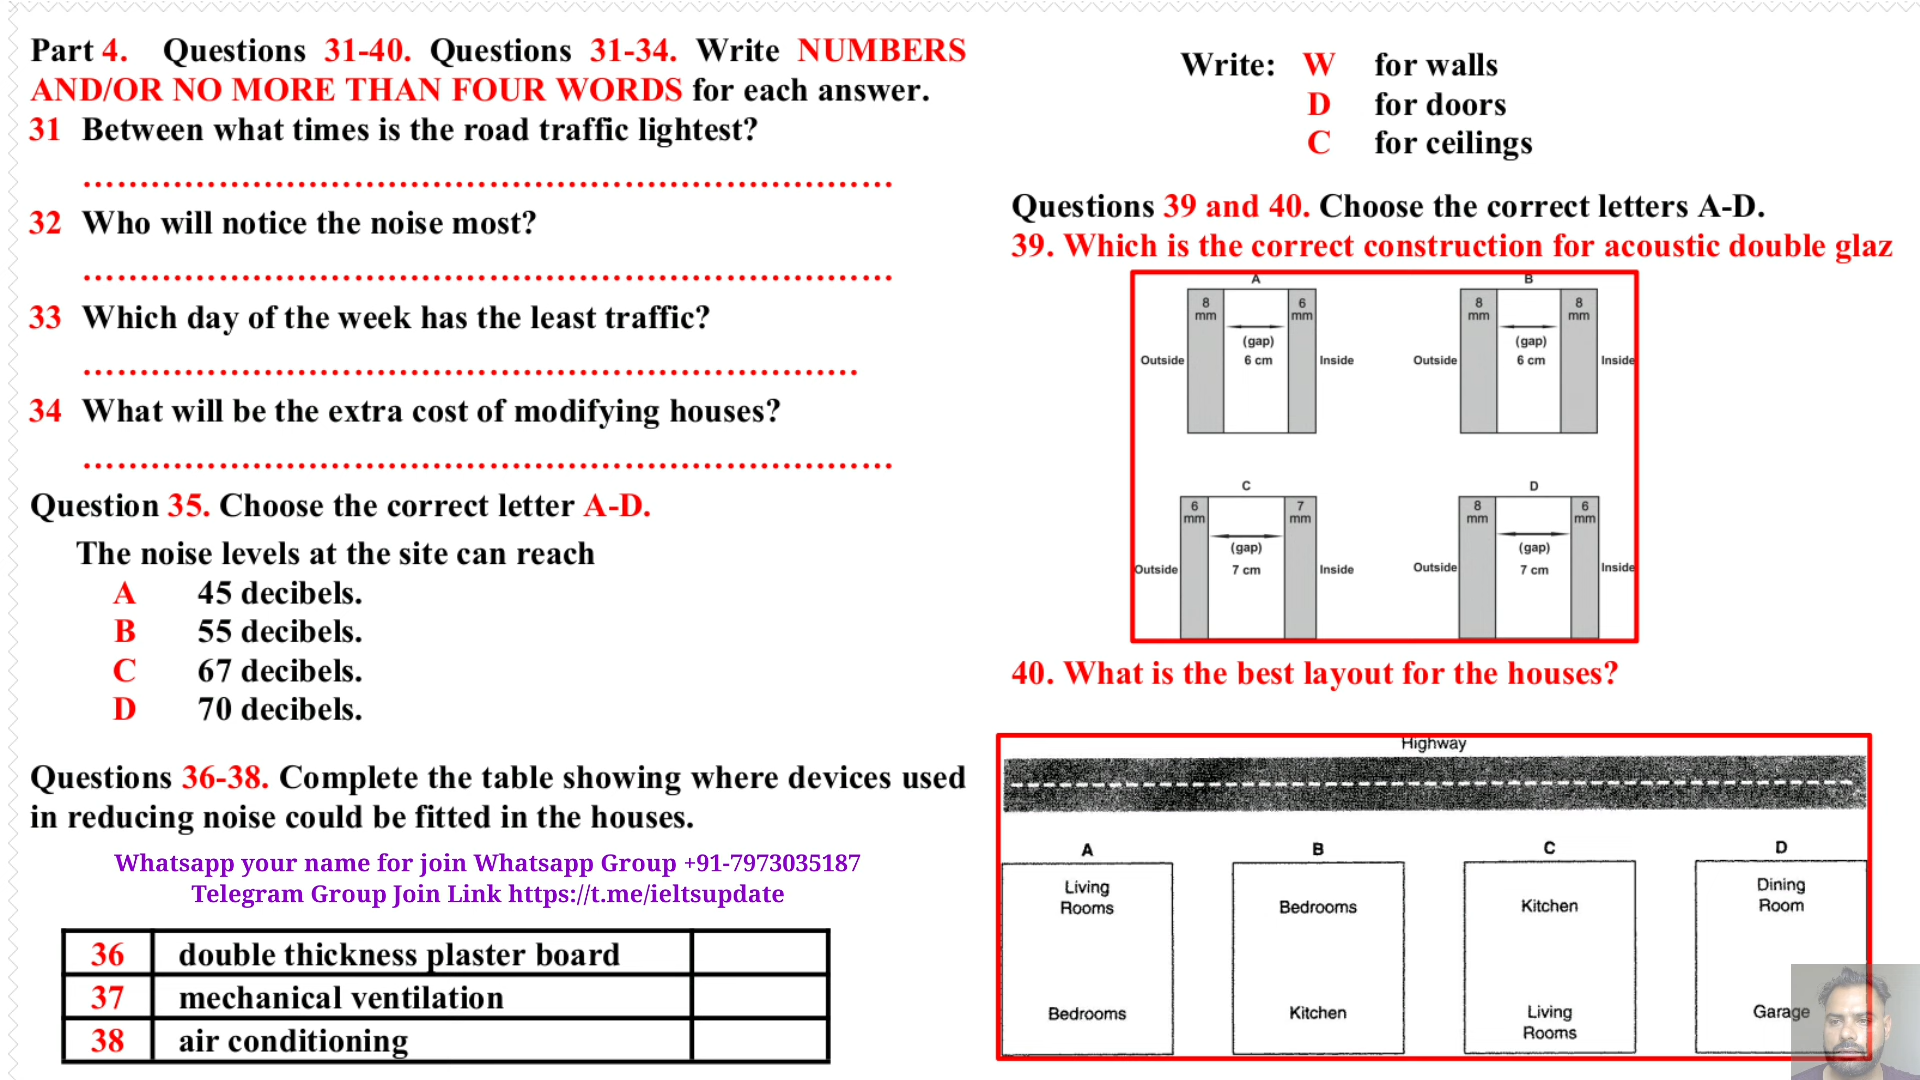 Part 4. Questions 31-40. Questions 31-34. Write NUMBERS
AND/OR NO MORE THAN FOUR WORDS for each answer.
31 Between what times is the road traffic lightest?
32 Who will notice the noise most?
33 Which day of the week has the least traffic?
34 What will be the extra cost of modifying houses?
Question 35. Choose the correct letter A-D.
The noise levels at the site can reach
A 45 decibels.
B 55 decibels.
C 67 decibels.
D 70 decibels.
Questions 36-38. Complete the table showing where devices used
in reducing noise could be fitted in the houses.
Whatsapp your name for join Whatsapp Group +91-7973035187
Telegram Group Join Link https://t.me/ieltsupdate
36 double thickness plaster board
37 mechanical ventilation
38 air conditioning
Write: W for walls
D for doors
C for ceilings
Questions 39 and 40. Choose the correct letters A-D.
39. Which is the correct construction for acoustic double glaz
A B
8 6 8 8
mm mm mm mm
(gap) (gap)
Outside 6 cm Inside Outside 6 cm Inside
C D
6 7 8 6
mm mm mm mm
(gap) (gap)
Outside 7 cm Inside Outside 7 cm Inside
40. What is the best layout for the houses?
Highway
A B C D
Living Rooms Bedrooms Kitchen Dining Room
Bedrooms Kitchen Living Rooms Garage